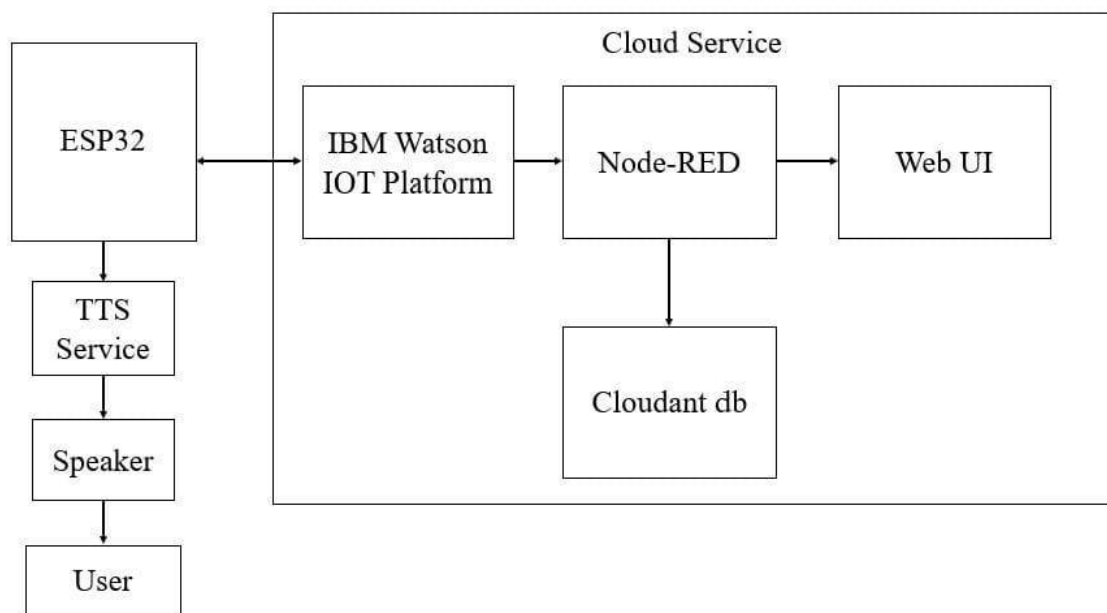 Cloud Service
ESP32
IBM Watson
IOT Platform
Node-RED
Web UI
TTS
Service
Cloudant db
Speaker
User